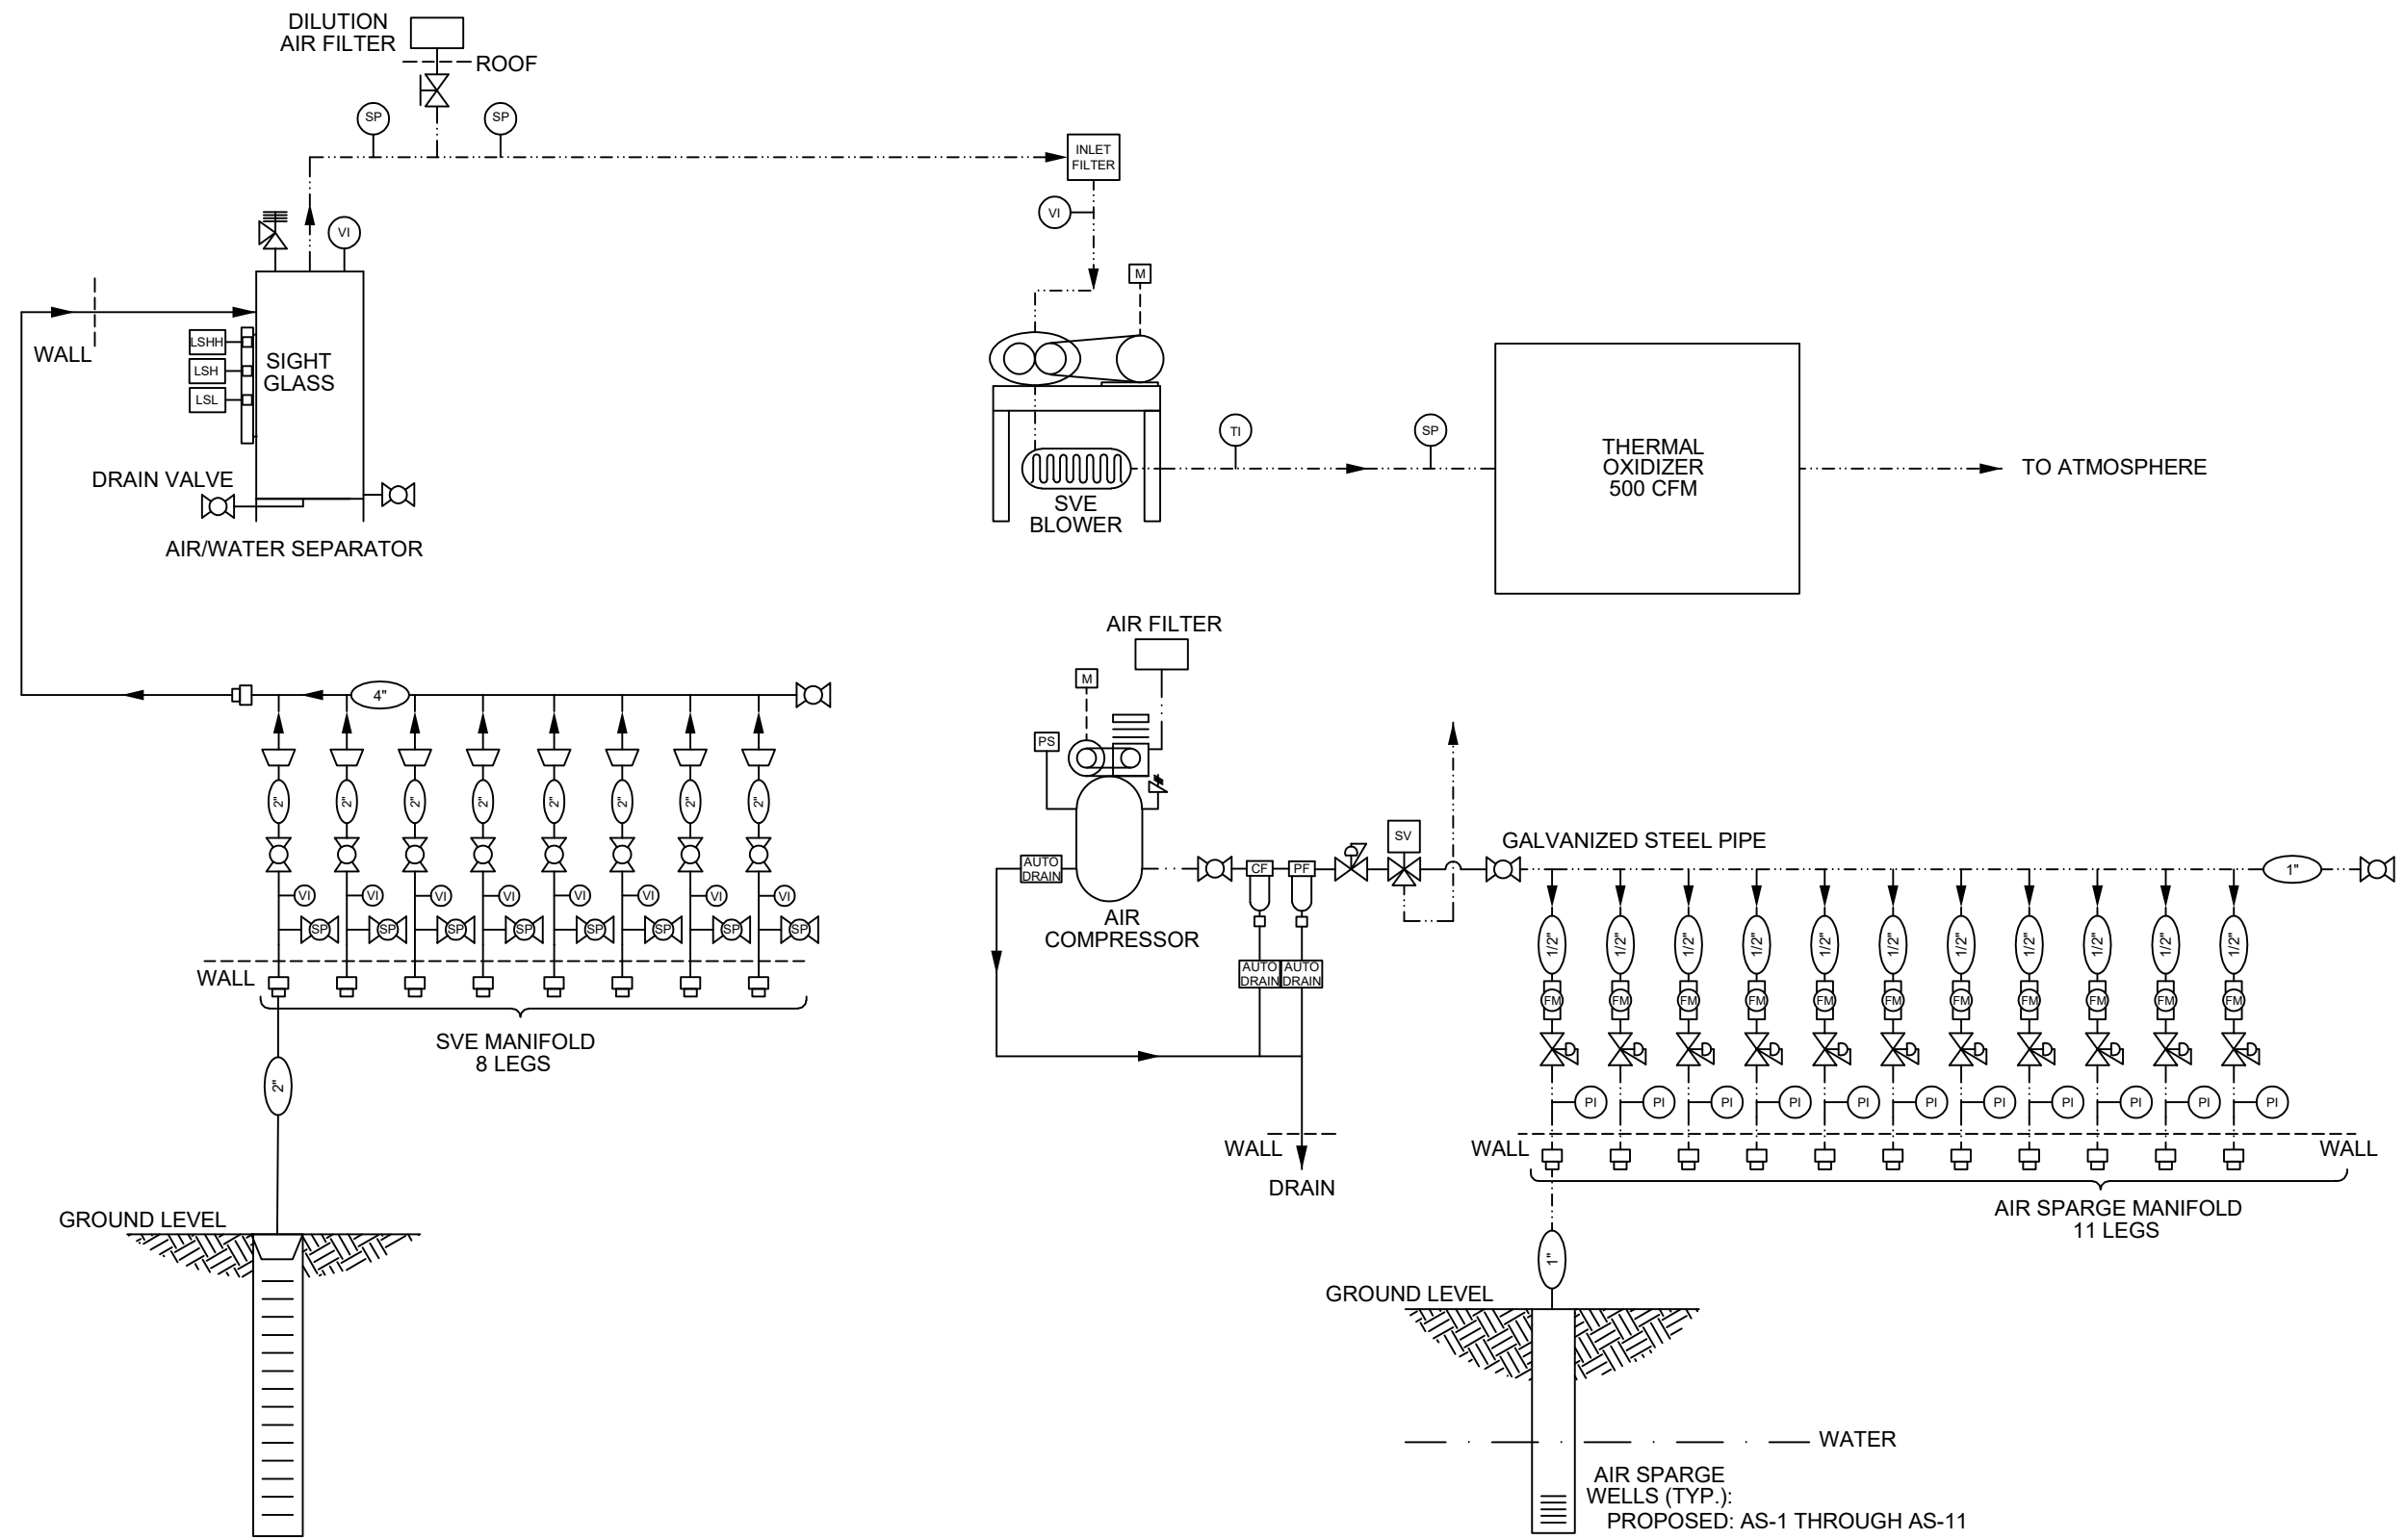 DILUTION
AIR FILTER
ROOF
SP
SP
INLET
FILTER
VI
VI
M
WALL
LSHH
LSH
LSL
SIGHT
GLASS
DRAIN VALVE
AIR/WATER SEPARATOR
TI
SP
SVE
BLOWER
THERMAL
OXIDIZER
500 CFM
TO ATMOSPHERE
4"
2" 2" 2" 2" 2" 2" 2" 2"
VI VI VI VI VI VI VI VI
SP SP SP SP SP SP SP SP
WALL
SVE MANIFOLD
8 LEGS
2"
GROUND LEVEL
AIR FILTER
M
PS
AUTO
DRAIN
AIR
COMPRESSOR
CF
PF
SV
AUTO
DRAIN
AUTO
DRAIN
WALL
DRAIN
GALVANIZED STEEL PIPE
1"
1/2" 1/2" 1/2" 1/2" 1/2" 1/2" 1/2" 1/2" 1/2" 1/2" 1/2"
FM FM FM FM FM FM FM FM FM FM FM
PI PI PI PI PI PI PI PI PI PI PI
WALL
WALL
AIR SPARGE MANIFOLD
11 LEGS
1"
GROUND LEVEL
WATER
AIR SPARGE
WELLS (TYP.):
PROPOSED: AS-1 THROUGH AS-11